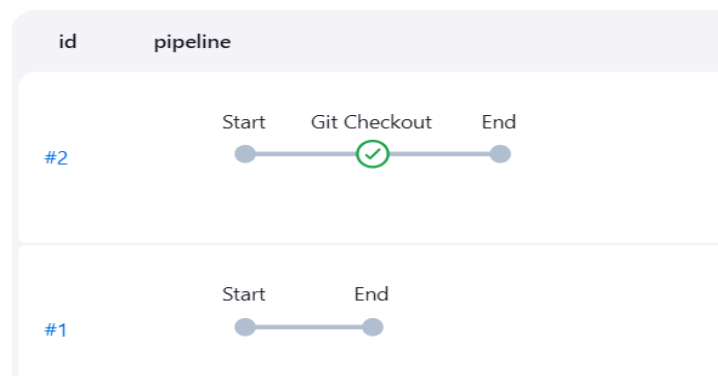 id pipeline
Start Git Checkout End
#2
Start End
#1